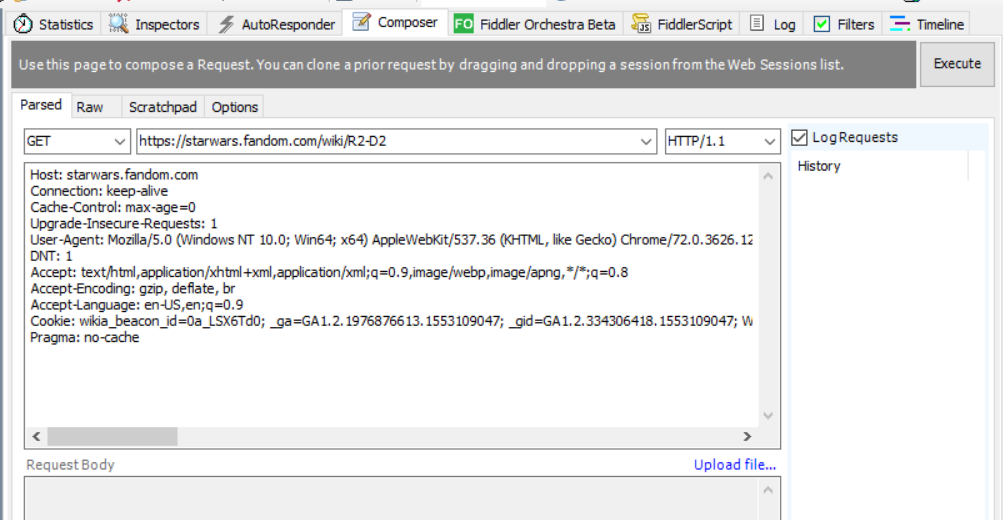 Statistics Inspectors AutoResponder Composer FO Fiddler Orchestra Beta JS FiddlerScript Log Filters Timeline
Use this page to compose a Request. You can clone a prior request by dragging and dropping a session from the Web Sessions list. Execute
Parsed Raw Scratchpad Options
GET https://starwars.fandom.com/wiki/R2-D2 HTTP/1.1 Log Requests
History
Host: starwars.fandom.com
Connection: keep-alive
Cache-Control: max-age=0
Upgrade-Insecure-Requests: 1
User-Agent: Mozilla/5.0 (Windows NT 10.0; Win64; x64) AppleWebKit/537.36 (KHTML, like Gecko) Chrome/72.0.3626.12
DNT: 1
Accept: text/html,application/xhtml+xml,application/xml;q=0.9,image/webp,image/apng,*/*;q=0.8
Accept-Encoding: gzip, deflate, br
Accept-Language: en-US,en;q=0.9
Cookie: wikia_beacon_id=0a_LSX6Td0; _ga=GA1.2.1976876613.1553109047; _gid=GA1.2.334306418.1553109047; W
Pragma: no-cache
Request Body Upload file...